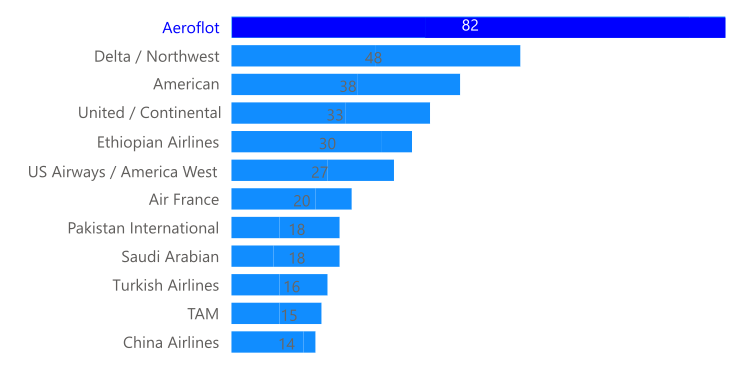 Aeroflot 82
Delta / Northwest 48
American 38
United / Continental 33
Ethiopian Airlines 30
US Airways / America West 27
Air France 20
Pakistan International 18
Saudi Arabian 18
Turkish Airlines 16
TAM 15
China Airlines 14